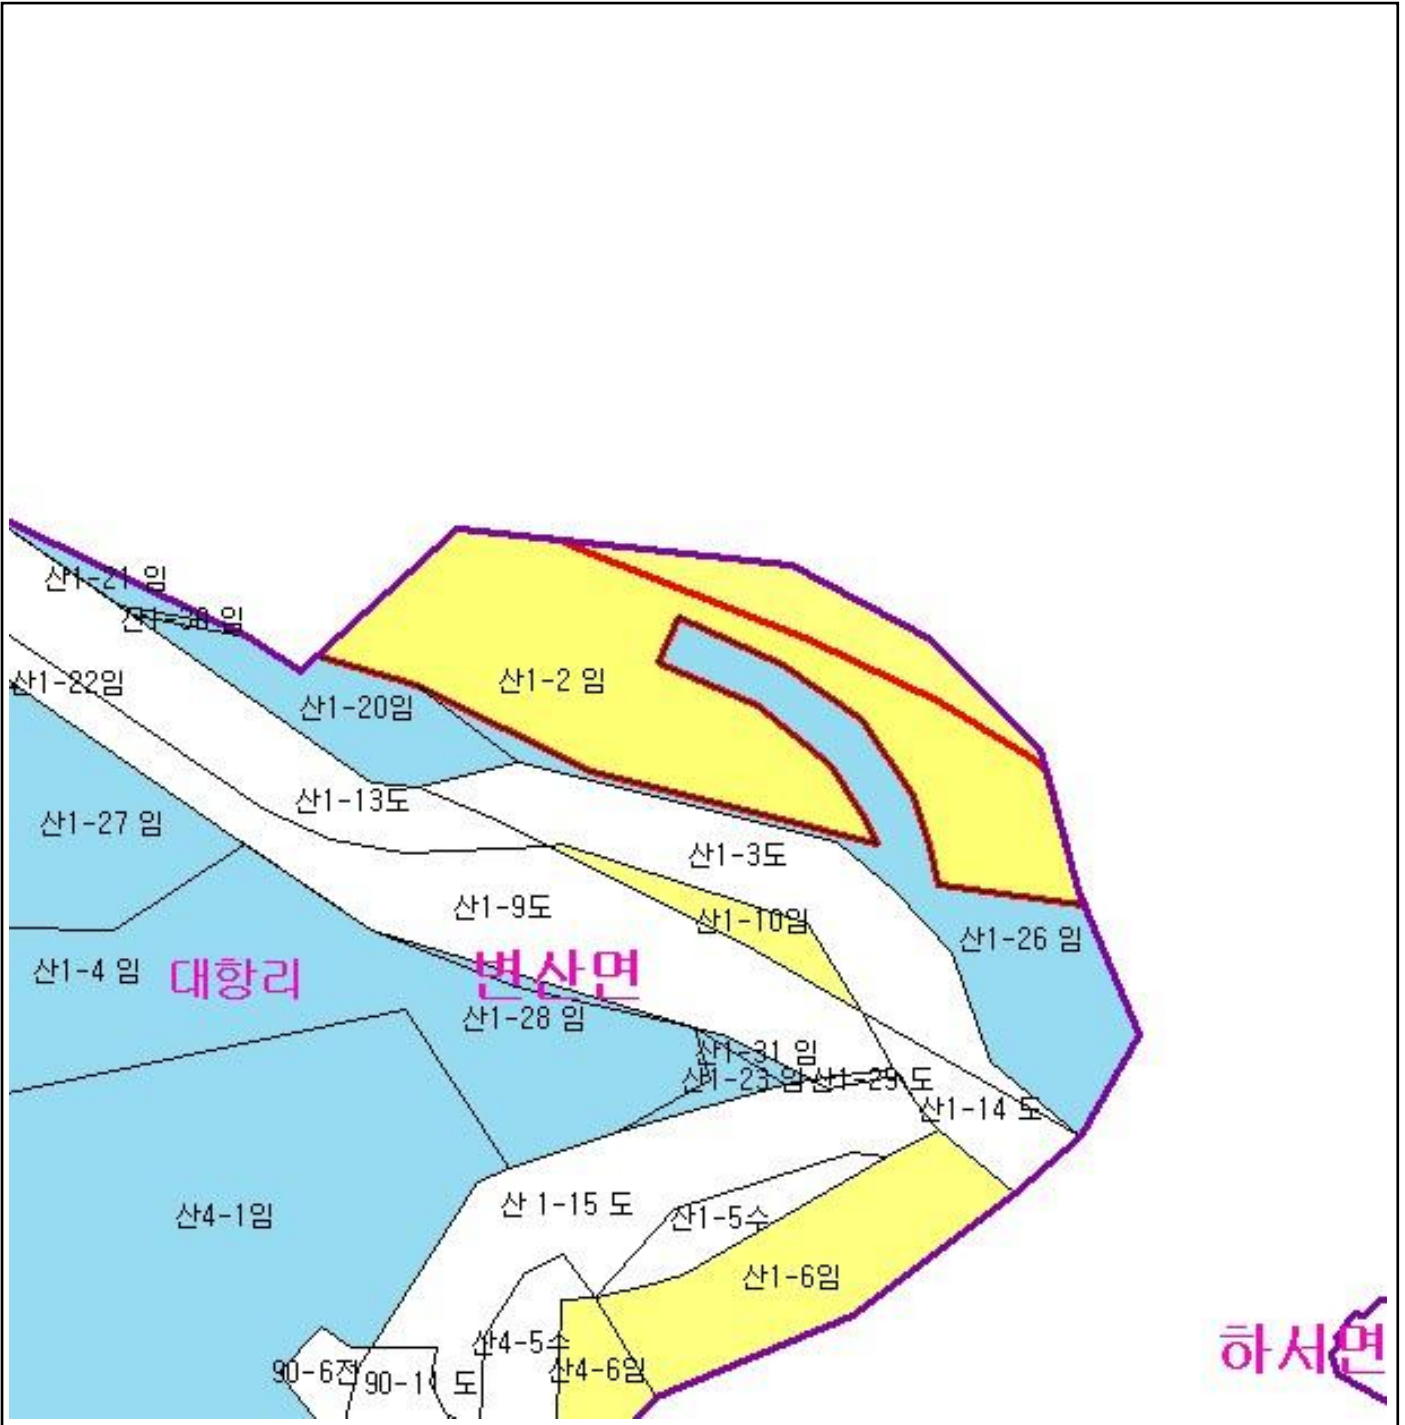 산1-21 임
산1-30 임
산1-22임
산1-2 임
산1-20임
산1-13도
산1-27 임
산1-3도
산1-9도
산1-10임
산1-26 임
산1-4 임
대항리
변산면
산1-28 임
산1-31 임
산1-23 임
산1-29 도
산1-14 도
산4-1임
산 1-15 도
산1-5수
산1-6임
산4-5수
산4-6임
하서면
90-6전
도